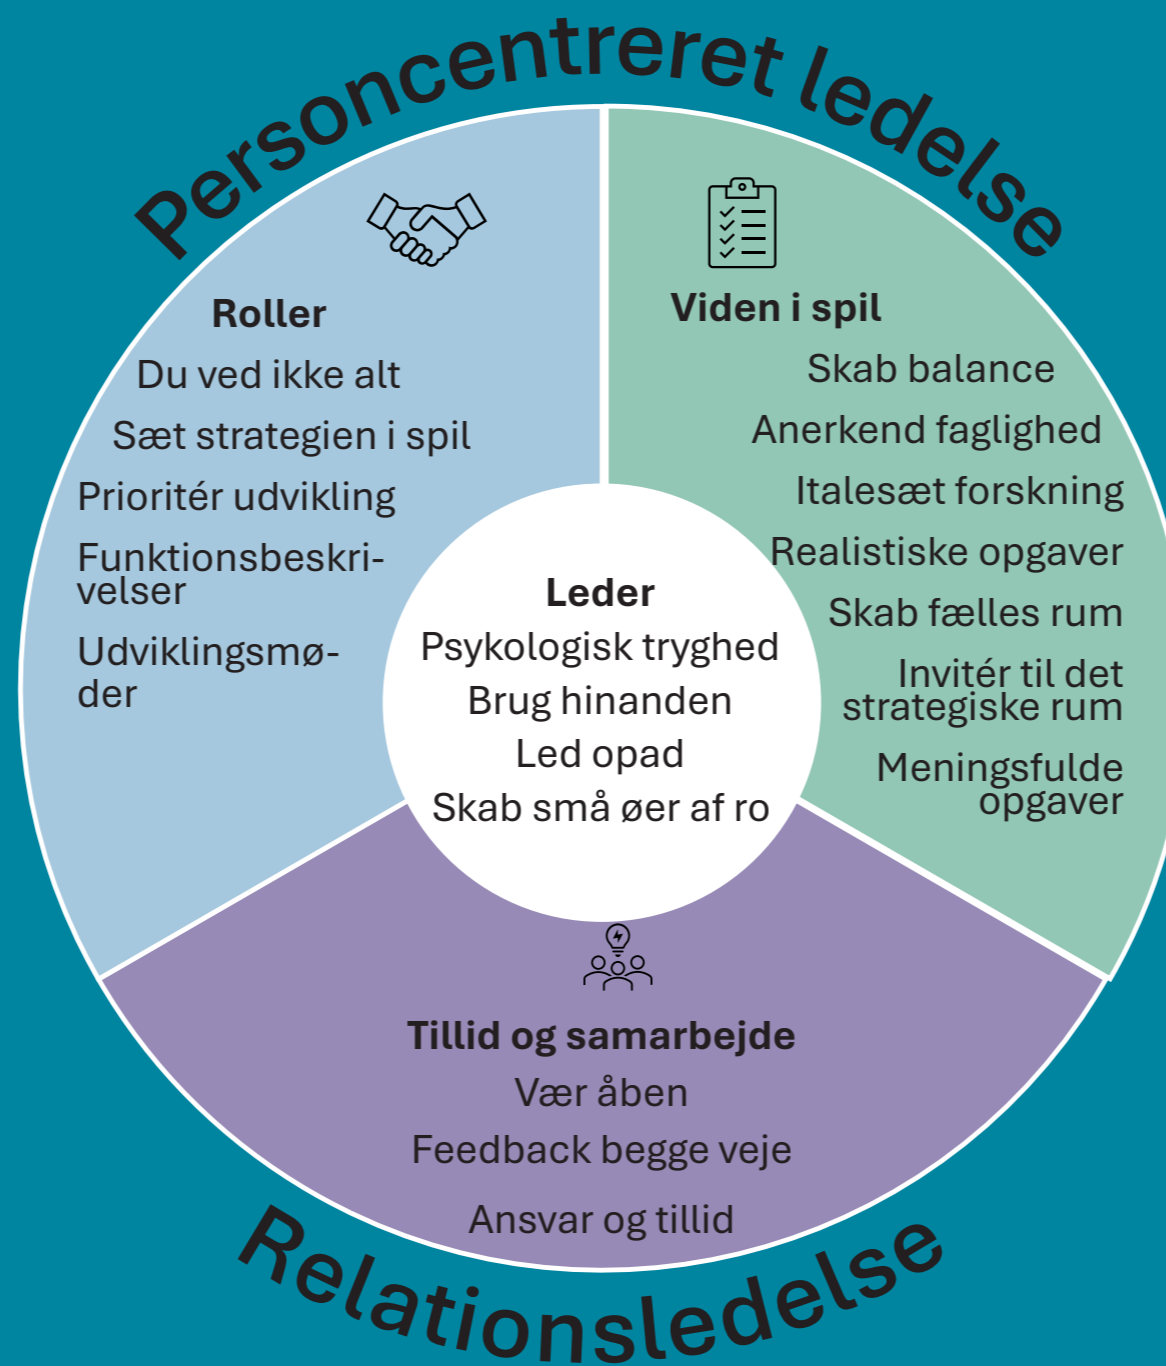 Personcentreret ledelse
Roller
Du ved ikke alt
Sæt strategien i spil
Prioritér udvikling
Funktionsbeskri-
velser
Udviklingsmø-
der
Viden i spil
Skab balance
Anerkend faglighed
Italesæt forskning
Realistiske opgaver
Skab fælles rum
Invitér til det
strategiske rum
Meningsfulde
opgaver
Leder
Psykologisk tryghed
Brug hinanden
Led opad
Skab små øer af ro
Tillid og samarbejde
Vær åben
Feedback begge veje
Ansvar og tillid
Relationsledelse